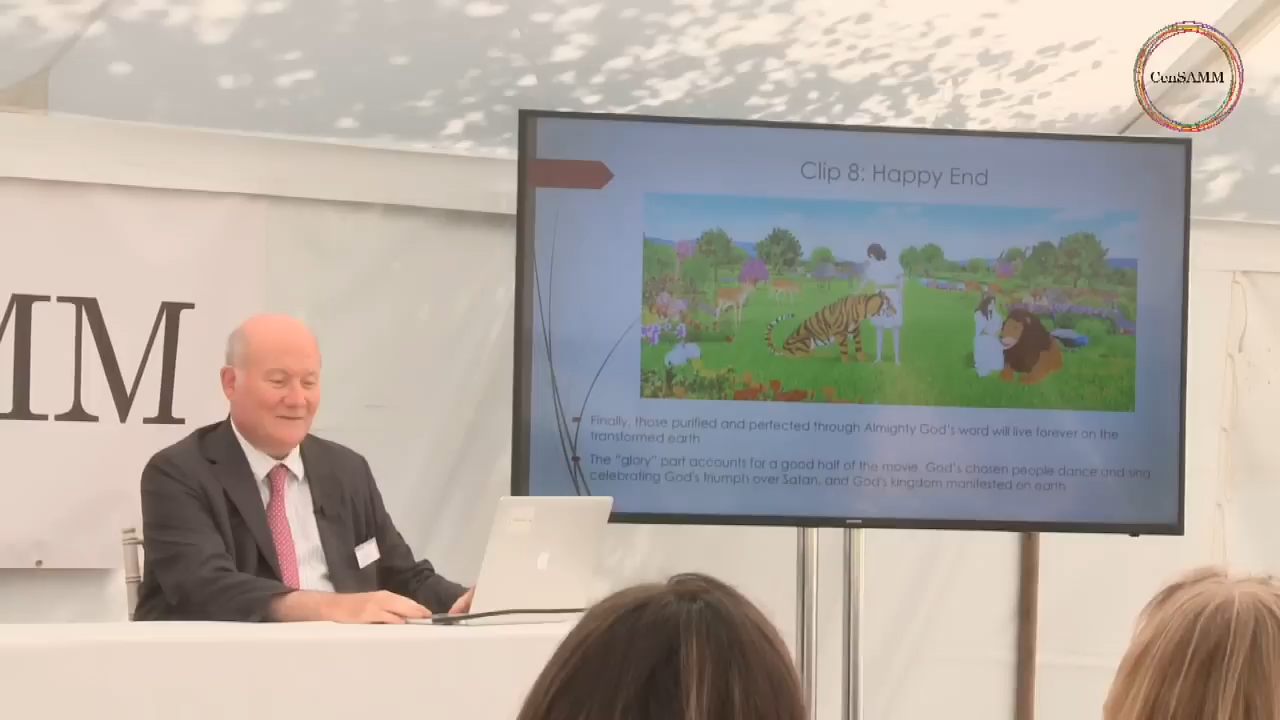 CenSAMM
MM
Clip 8: Happy End
Finally, those purified and perfected through Almighty God's word will live forever on the
transformed earth
The "glory" part accounts for a good half of the movie. God's chosen people dance and sing
celebrating God's triumph over Satan, and God's kingdom manifested on earth